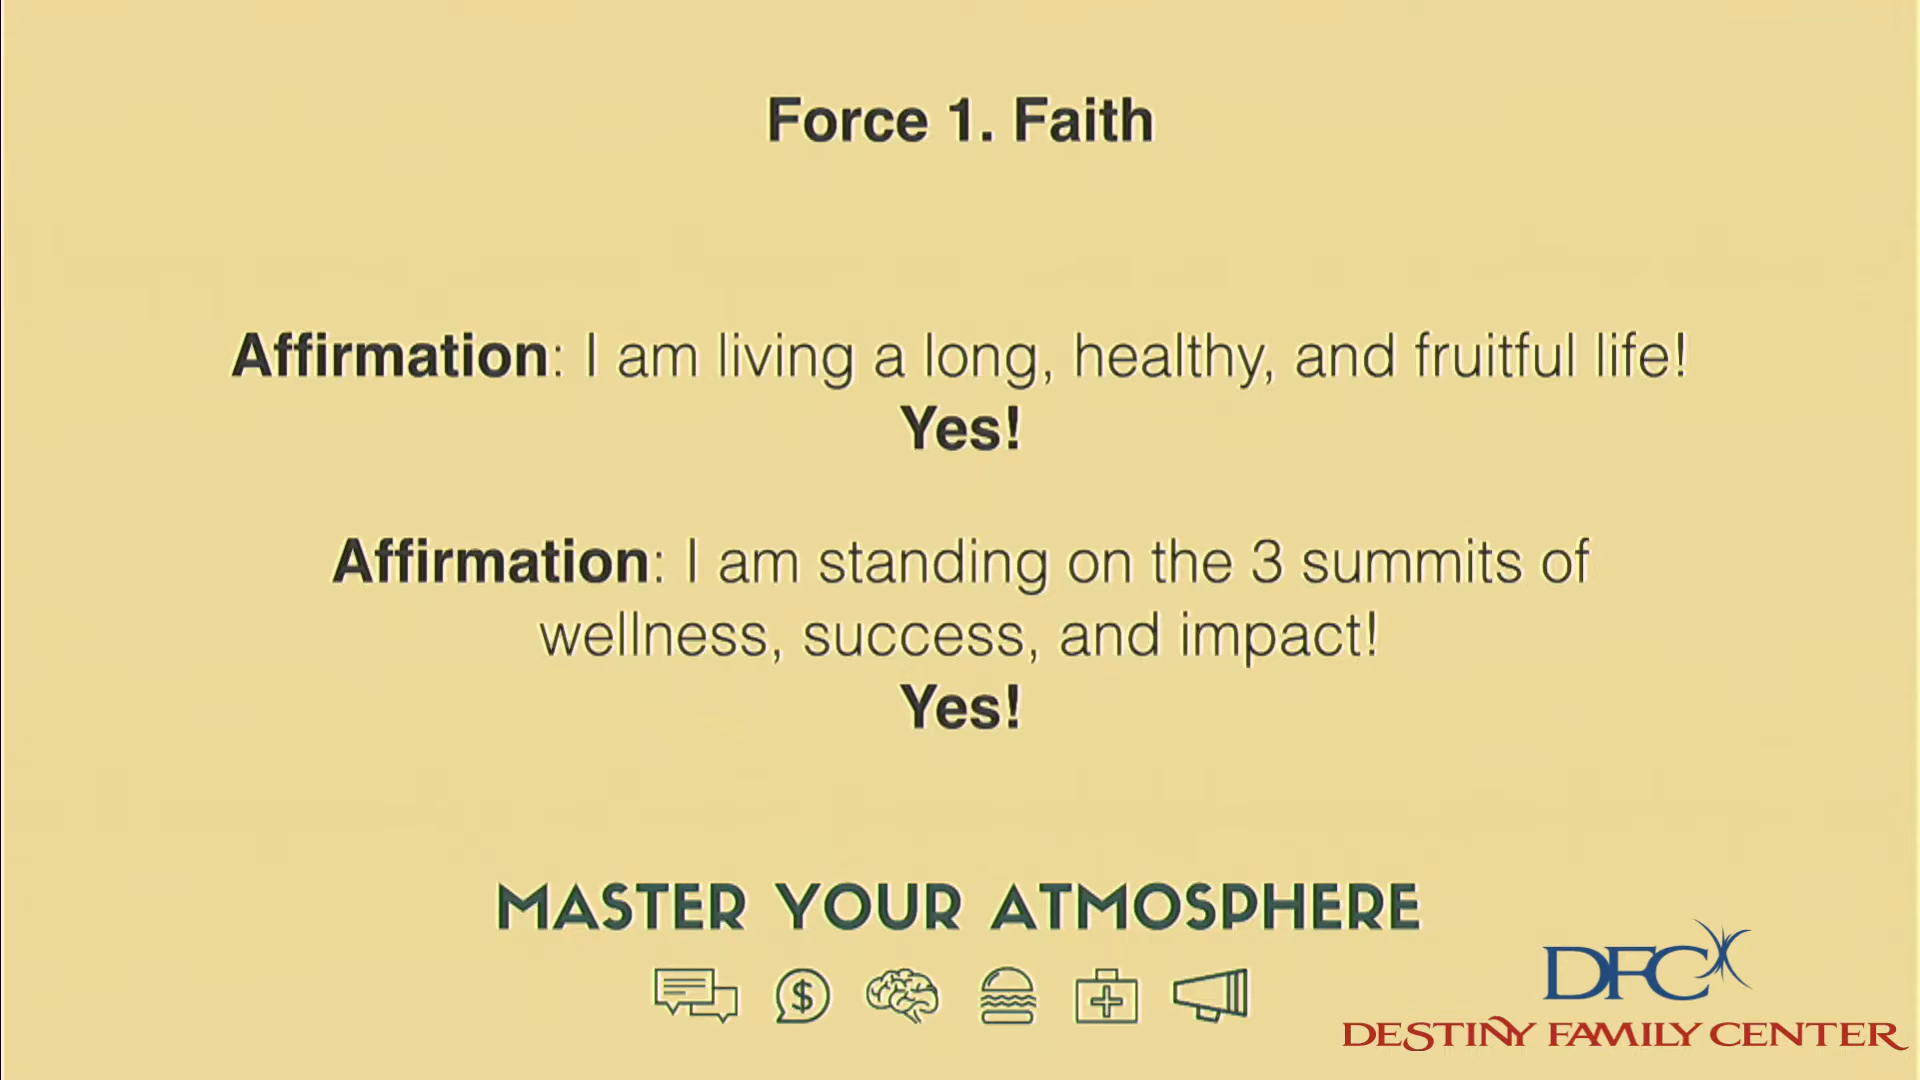 Force 1. Faith
Affirmation: I am living a long, healthy, and fruitful life!
Yes!
Affirmation: I am standing on the 3 summits of
wellness, success, and impact!
Yes!
MASTER YOUR ATMOSPHERE
$
DFC
DESTINY FAMILY CENTER